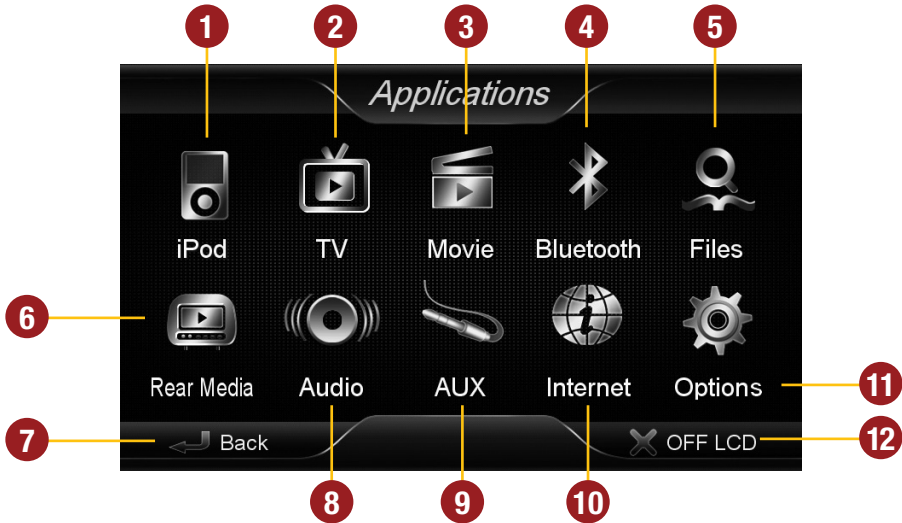 1 2 3 4 5
Applications
iPod TV Movie Bluetooth Files
6
Rear Media Audio AUX Internet Options
11
7 Back OFF LCD 12
8 9 10